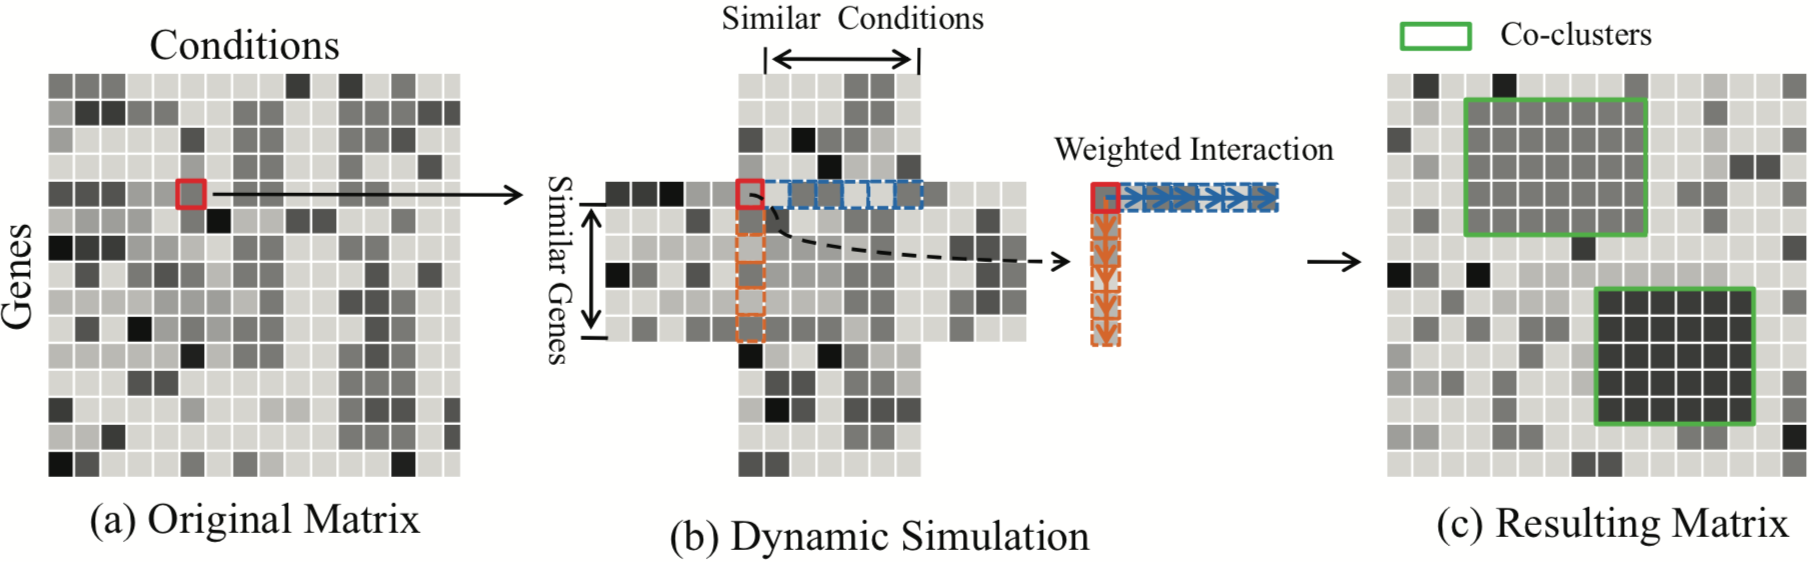 Conditions
Genes
(a) Original Matrix
Similar Conditions
Similar Genes
Weighted Interaction
(b) Dynamic Simulation
Co-clusters
(c) Resulting Matrix